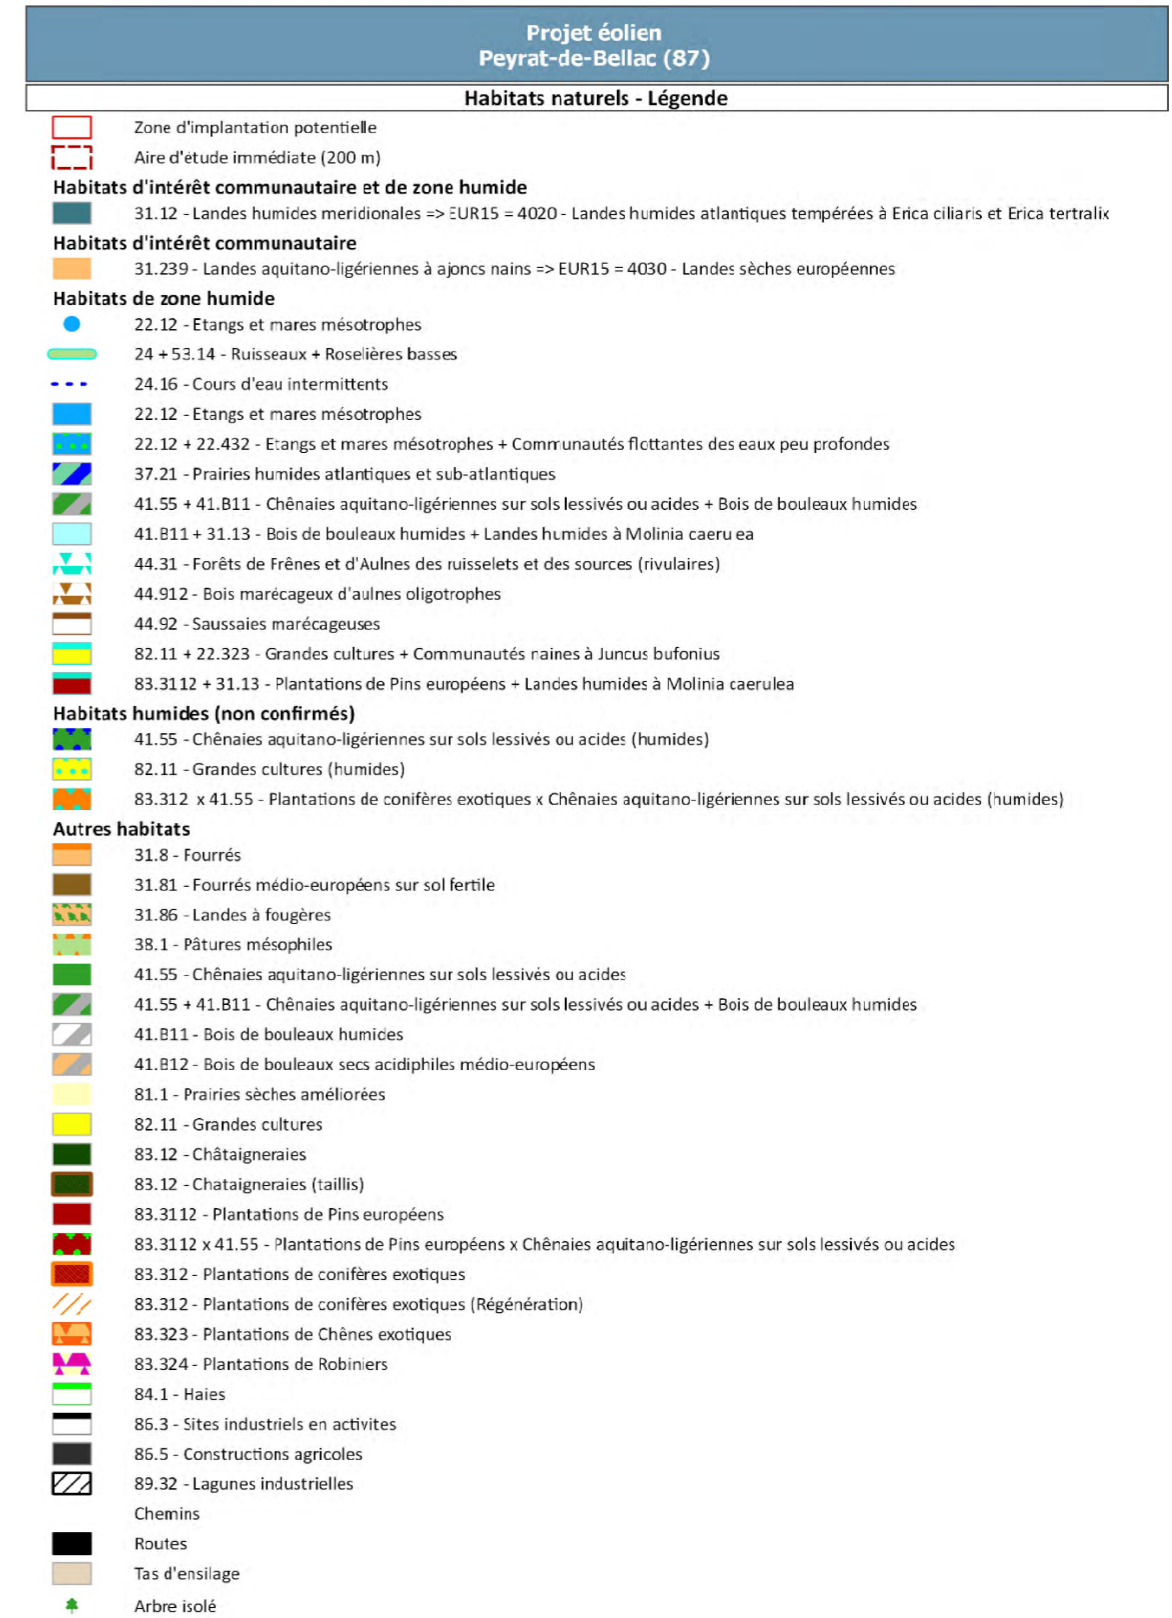 Projet éolien
Peyrat-de-Bellac (87)
Habitats naturels - Légende
Zone d'implantation potentielle
Aire d'étude immédiate (200 m)
Habitats d'intérêt communautaire et de zone humide
31.12 - Landes humides meridionales => EUR15 = 4020 - Landes humides atlantiques tempérées à Erica ciliaris et Erica tertralix
Habitats d'intérêt communautaire
31.239 - Landes aquitano-ligériennes à ajoncs nains => EUR15 = 4030 - Landes sèches européennes
Habitats de zone humide
22.12 - Etangs et mares mésotrophes
24 + 53.14 - Ruisseaux + Roselières basses
24.16 - Cours d'eau intermittents
22.12 - Etangs et mares mésotrophes
22.12 + 22.432 - Etangs et mares mésotrophes + Communautés flottantes des eaux peu profondes
37.21 - Prairies humides atlantiques et sub-atlantiques
41.55 + 41.B11 - Chênaies aquitano-ligériennes sur sols lessivés ou acides + Bois de bouleaux humides
41.B11 + 31.13 - Bois de bouleaux humides + Landes humides à Molinia caeru ea
44.31 - Forêts de Frênes et d'Aulnes des ruisselets et des sources (rivulaires)
44.912 - Bois marécageux d'aulnes oligotrophes
44.92 - Saussaies marécageuses
82.11 + 22.323 - Grandes cultures + Communautés naines à Juncus bufonius
83.3112 + 31.13 - Plantations de Pins européens + Landes humides à Molinia caerulea
Habitats humides (non confirmés)
41.55 - Chênaies aquitano-ligériennes sur sols lessivés ou acides (humides)
82.11 - Grandes cultures (humides)
83.312 x 41.55 - Plantations de conifères exotiques x Chênaies aquitano-ligériennes sur sols lessivés ou acides (humides)
Autres habitats
31.8 - Fourrés
31.81 - Fourrés médio-européens sur sol fertile
31.86 - Landes à fougères
38.1 - Pâtures mésophiles
41.55 - Chênaies aquitano-ligériennes sur sols lessivés ou acides
41.55 + 41.B11 - Chênaies aquitano-ligériennes sur sols lessivés ou acides + Bois de bouleaux humides
41.B11 - Bois de bouleaux humides
41.B12 - Bois de bouleaux secs acidiphiles médio-européens
81.1 - Prairies sèches améliorées
82.11 - Grandes cultures
83.12 - Châtaigneraies
83.12 - Chataigneraies (taillis)
83.3112 - Plantations de Pins européens
83.3112 x 41.55 - Plantations de Pins européens x Chênaies aquitano-ligériennes sur sols lessivés ou acides
83.312 - Plantations de conifères exotiques
83.312 - Plantations de conifères exotiques (Régénération)
83.323 - Plantations de Chênes exotiques
83.324 - Plantations de Robiniers
84.1 - Haies
86.3 - Sites industriels en activites
86.5 - Constructions agricoles
89.32 - Lagunes industrielles
Chemins
Routes
Tas d'ensilage
Arbre isolé